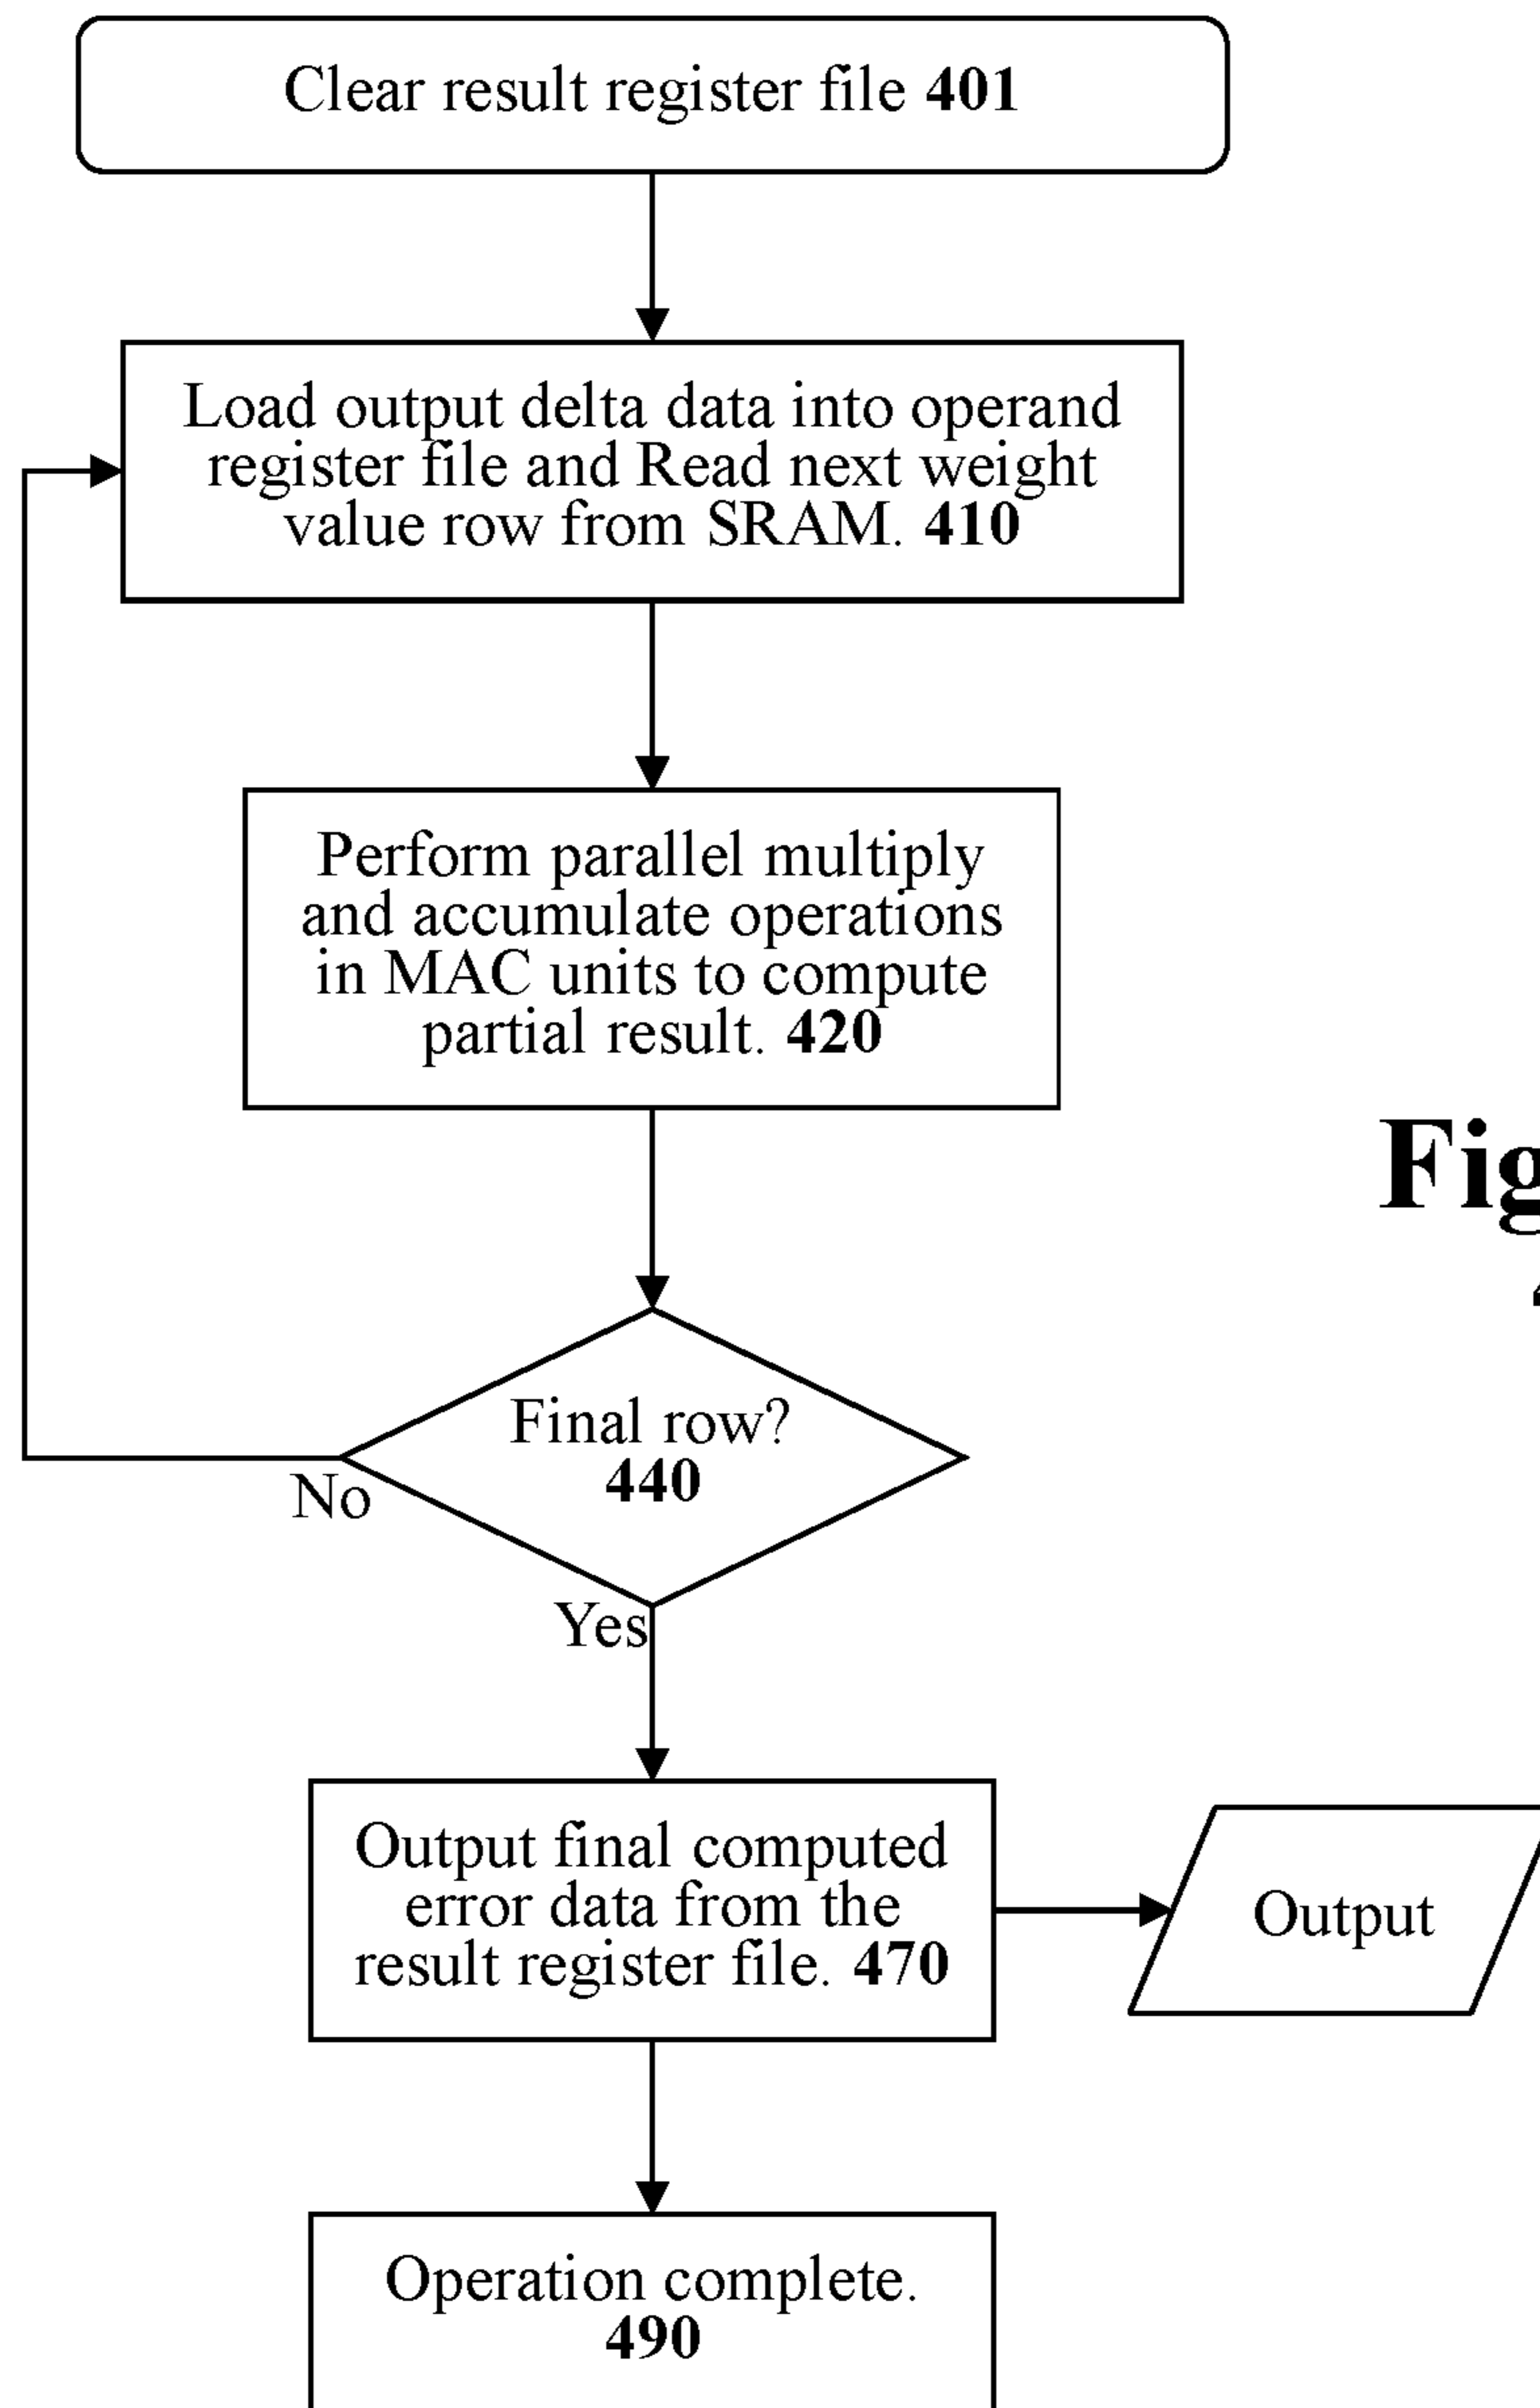 Clear result register file 401
Load output delta data into operand
register file and Read next weight
value row from SRAM. 410
Perform parallel multiply
and accumulate operations
in MAC units to compute
partial result. 420
Fig
Final row?
440
No
Yes
Output final computed
error data from the
result register file. 470
Output
Operation complete.
490